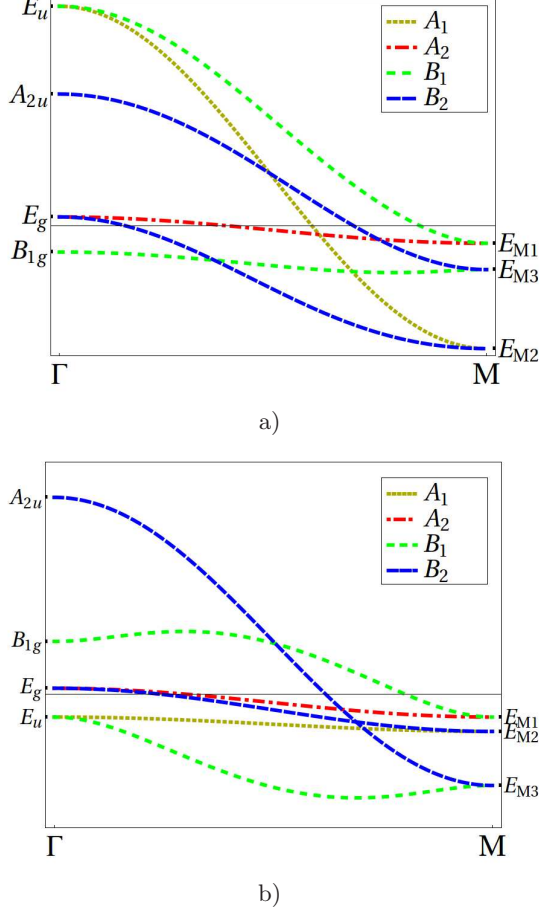 E_u
A_2u
E_g
B_1g
A_1
A_2
B_1
B_2
E_M1
E_M3
E_M2
Γ
M
a)
A_2u
B_1g
E_g
E_u
A_1
A_2
B_1
B_2
E_M1
E_M2
E_M3
Γ
M
b)